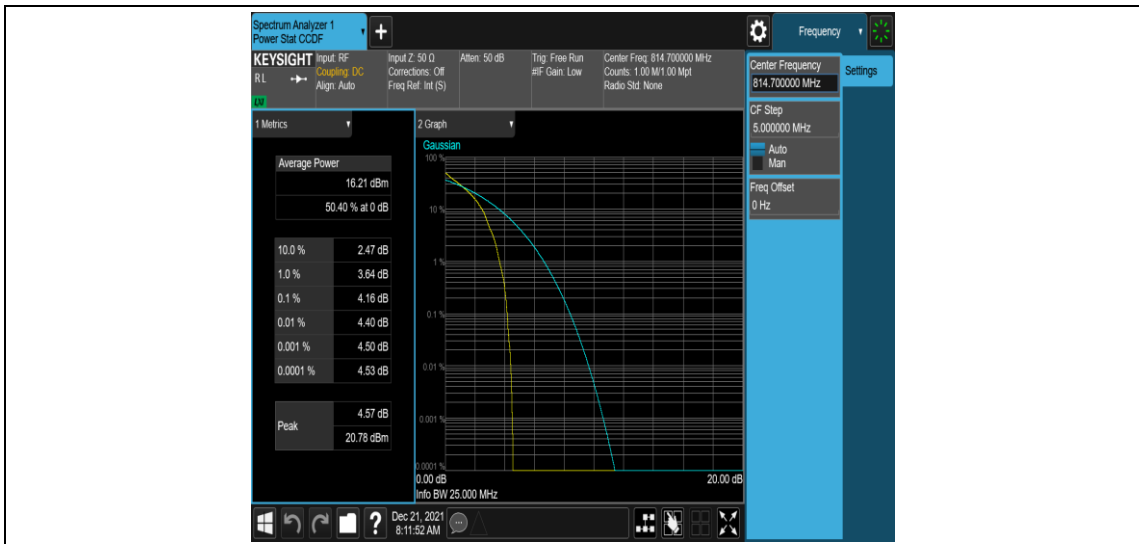 Spectrum Analyzer 1
Power Stat CCDF
+
Frequency
KEYSIGHT
Input: RF
Coupling: DC
Align: Auto
RL
Input Z: 50 Ω
Corrections: Off
Freq Ref: Int (S)
Atten: 50 dB
Trig: Free Run
#IF Gain: Low
Center Freq: 814.700000 MHz
Counts: 1.00 M/1.00 Mpt
Radio Std: None
Center Frequency
814.700000 MHz
Settings
CF Step
5.000000 MHz
Auto
Man
Freq Offset
0 Hz
1 Metrics
Average Power
16.21 dBm
50.40 % at 0 dB
10.0 % 2.47 dB
1.0 % 3.64 dB
0.1 % 4.16 dB
0.01 % 4.40 dB
0.001 % 4.50 dB
0.0001 % 4.53 dB
Peak
4.57 dB
20.78 dBm
2 Graph
Gaussian
100 %
10 %
1 %
0.1 %
0.01 %
0.001 %
0.0001 %
0.00 dB
20.00 dB
Info BW 25.000 MHz
?
Dec 21, 2021
8:11:52 AM